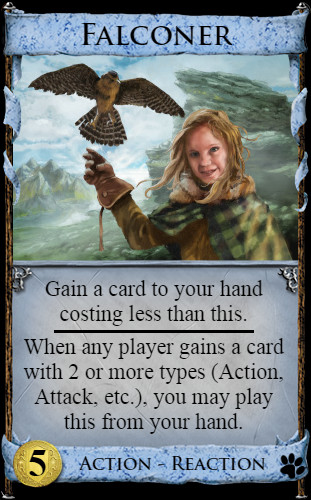 FALCONER
Gain a card to your hand
costing less than this.
When any player gains a card
with 2 or more types (Action,
Attack, etc.), you may play
this from your hand.
5 ACTION – REACTION